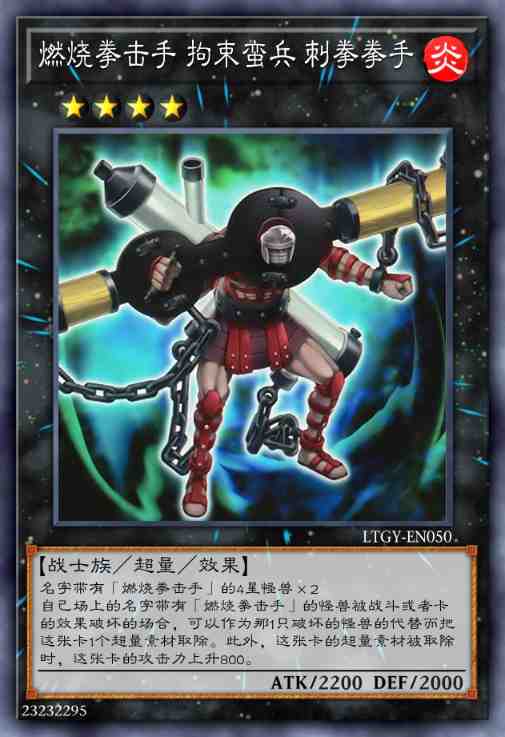 燃烧拳击手 拘束蛮兵 刺拳拳手 炎
LTGY-EN050
【战士族／超量／效果】
名字带有「燃烧拳击手」的4星怪兽×2
自己场上的名字带有「燃烧拳击手」的怪兽被战斗或者卡
的效果破坏的场合，可以作为那1只破坏的怪兽的代替而把
这张卡1个超量素材取除。此外，这张卡的超量素材被取除
时，这张卡的攻击力上升800。
ATK/2200 DEF/2000
23232295